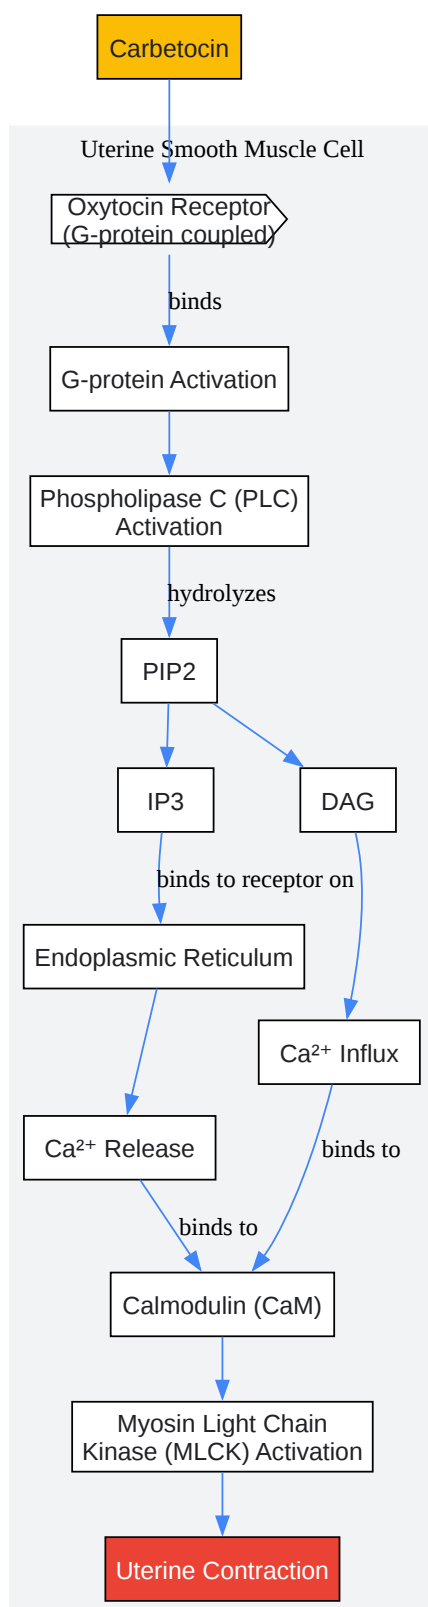 Carbetocin
Uterine Smooth Muscle Cell
Oxytocin Receptor
(G-protein coupled)
binds
G-protein Activation
Phospholipase C (PLC)
Activation
hydrolyzes
PIP2
IP3
DAG
binds to receptor on
Endoplasmic Reticulum
Ca²⁺ Influx
Ca²⁺ Release
binds to
binds to
Calmodulin (CaM)
Myosin Light Chain
Kinase (MLCK) Activation
Uterine Contraction